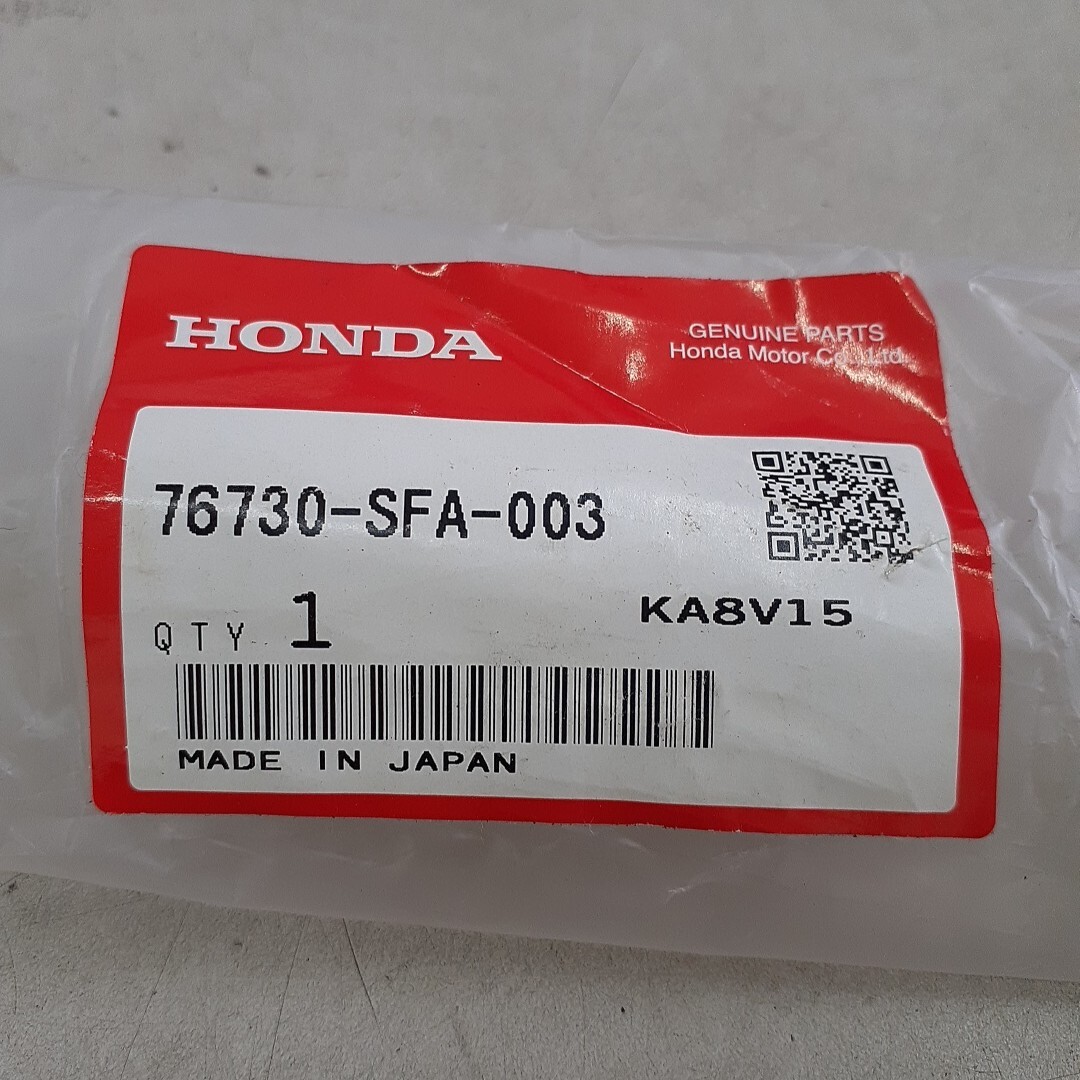 HONDA
GENUINE PARTS
Honda Motor Co., Ltd.
76730-SFA-003
QTY 1
KA8V15
MADE IN JAPAN